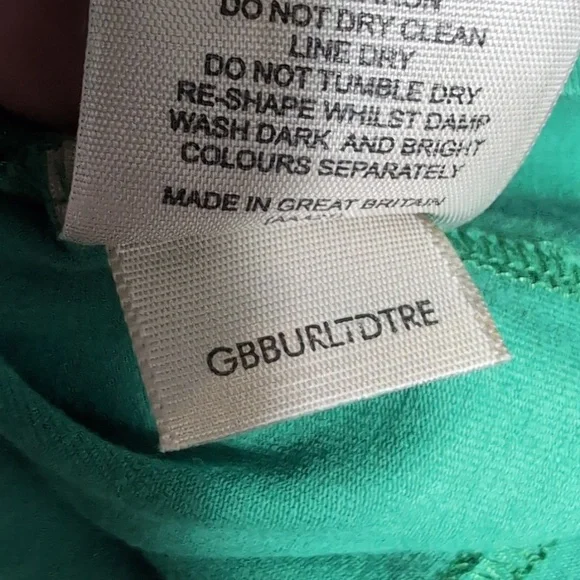 DO NOT DRY CLEAN
LINE DRY
DO NOT TUMBLE DRY
RE-SHAPE WHILST DAMP
WASH DARK AND BRIGHT
COLOURS SEPARATELY
MADE IN GREAT BRITAIN
GBBURLTDTRE